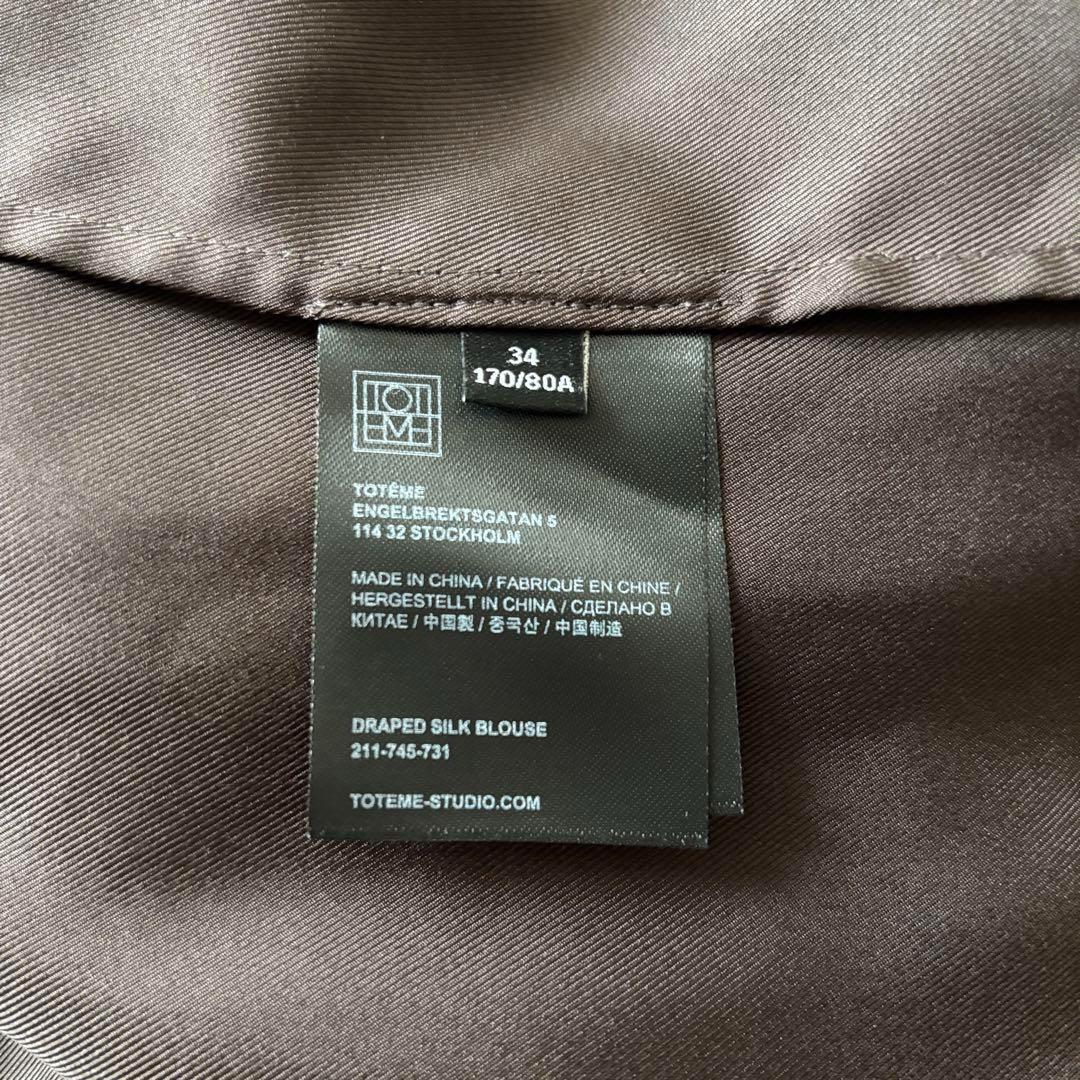 34
170/80A
TOTEME
TOTÊME
ENGELBREKTSGATAN 5
114 32 STOCKHOLM
MADE IN CHINA / FABRIQUÉ EN CHINE /
HERGESTELLT IN CHINA / СДЕЛАНО В
КИТАЕ / 中国製 / 중국산 / 中国制造
DRAPED SILK BLOUSE
211-745-731
TOTEME-STUDIO.COM